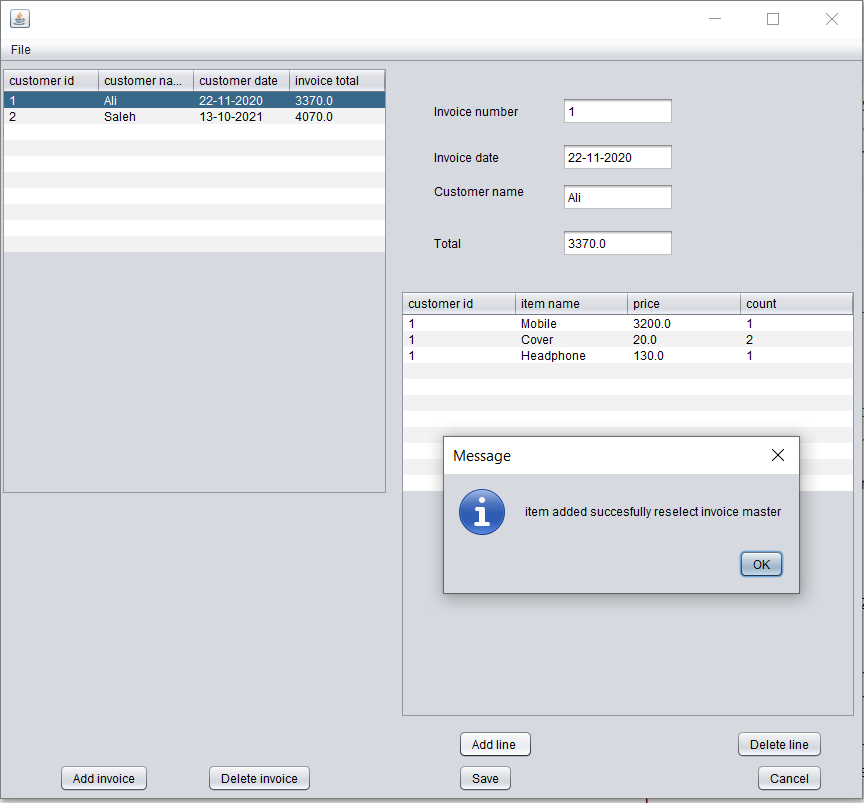 File
customer id customer na... customer date invoice total
1 Ali 22-11-2020 3370.0
2 Saleh 13-10-2021 4070.0
Invoice number 1
Invoice date 22-11-2020
Customer name Ali
Total 3370.0
customer id item name price count
1 Mobile 3200.0 1
1 Cover 20.0 2
1 Headphone 130.0 1
Message
item added succesfully reselect invoice master
OK
Add line Delete line
Add invoice Delete invoice Save Cancel